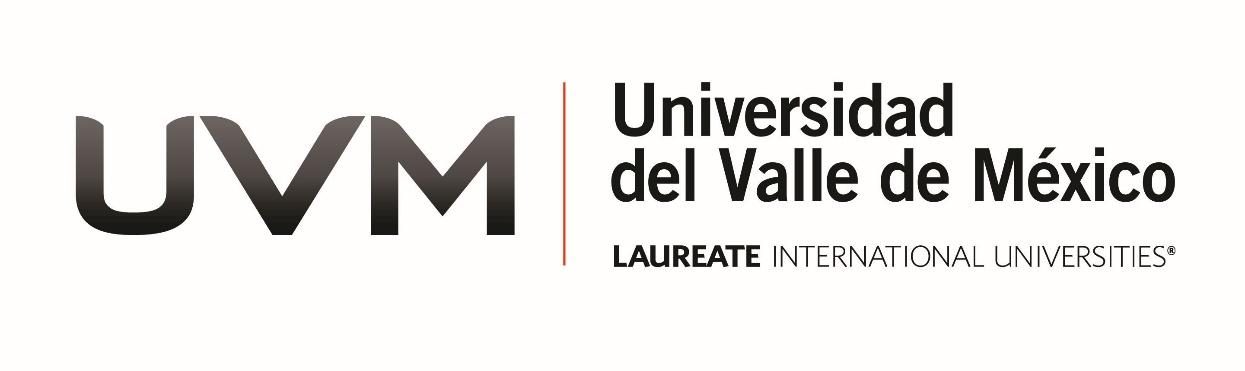 UVM
Universidad
del Valle de México
LAUREATE INTERNATIONAL UNIVERSITIES®